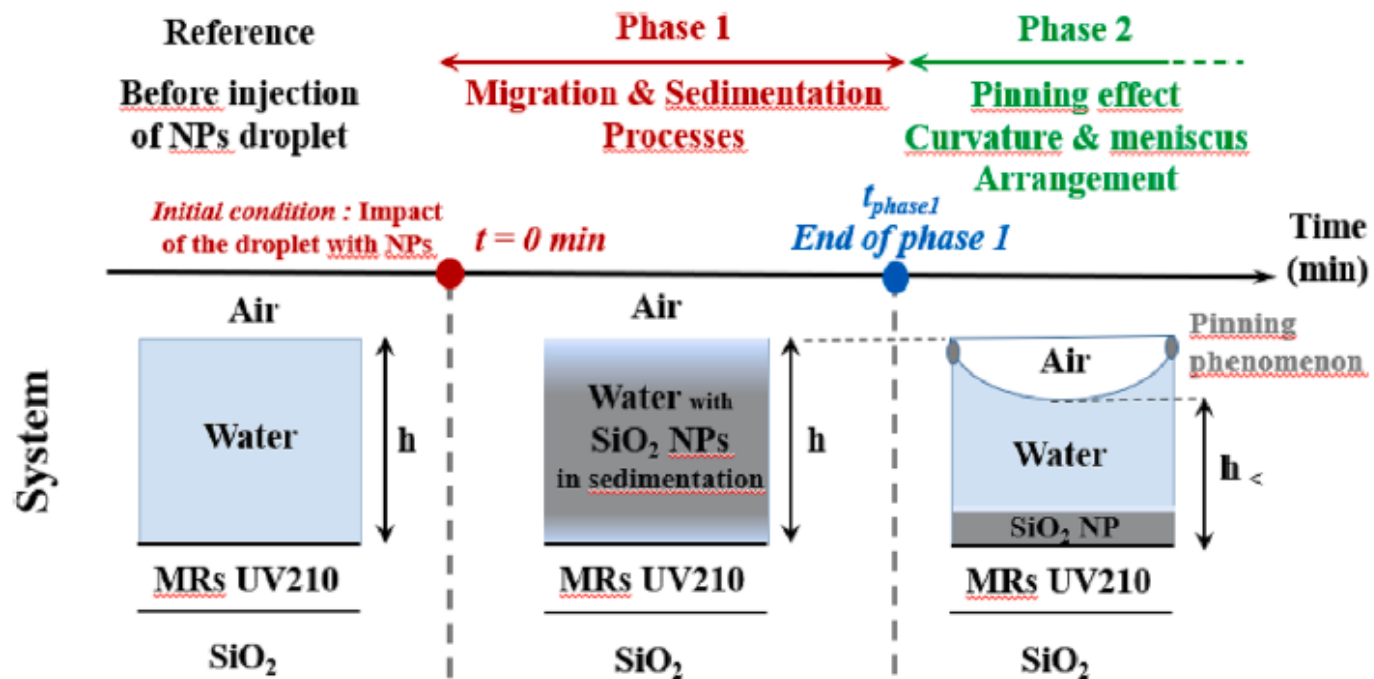 Reference
Before injection
of NPs droplet
Phase 1
Migration & Sedimentation
Processes
Phase 2
Pinning effect
Curvature & meniscus
Arrangement
Initial condition : Impact
of the droplet with NPs
t = 0 min
t_phase1
End of phase 1
Time
(min)
System
Air
Water
h
MRs UV210
SiO₂
Air
Water with
SiO₂ NPs
in sedimentation
h
MRs UV210
SiO₂
Pinning
phenomenon
Air
Water
h <
SiO₂ NP
MRs UV210
SiO₂